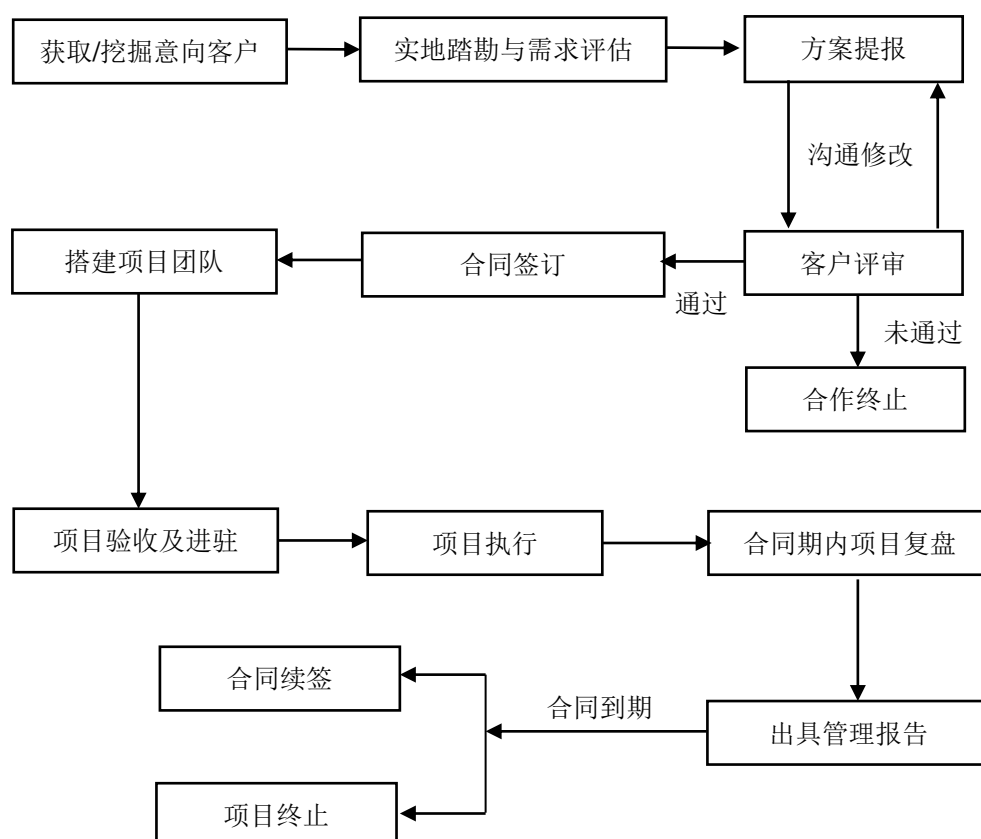 获取/挖掘意向客户
实地踏勘与需求评估
方案提报
沟通修改
搭建项目团队
合同签订
客户评审
通过
未通过
合作终止
项目验收及进驻
项目执行
合同期内项目复盘
合同续签
合同到期
出具管理报告
项目终止